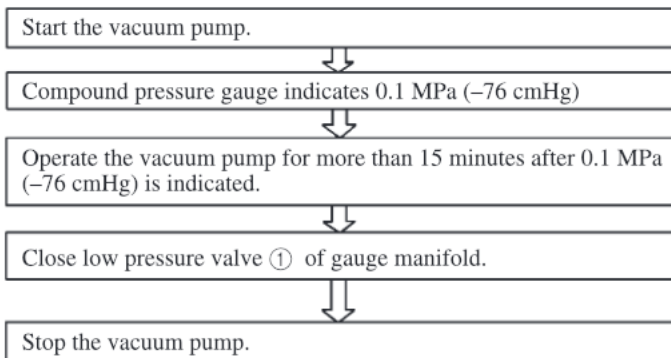 Start the vacuum pump.
Compound pressure gauge indicates 0.1 MPa (–76 cmHg)
Operate the vacuum pump for more than 15 minutes after 0.1 MPa
(–76 cmHg) is indicated.
Close low pressure valve ① of gauge manifold.
Stop the vacuum pump.